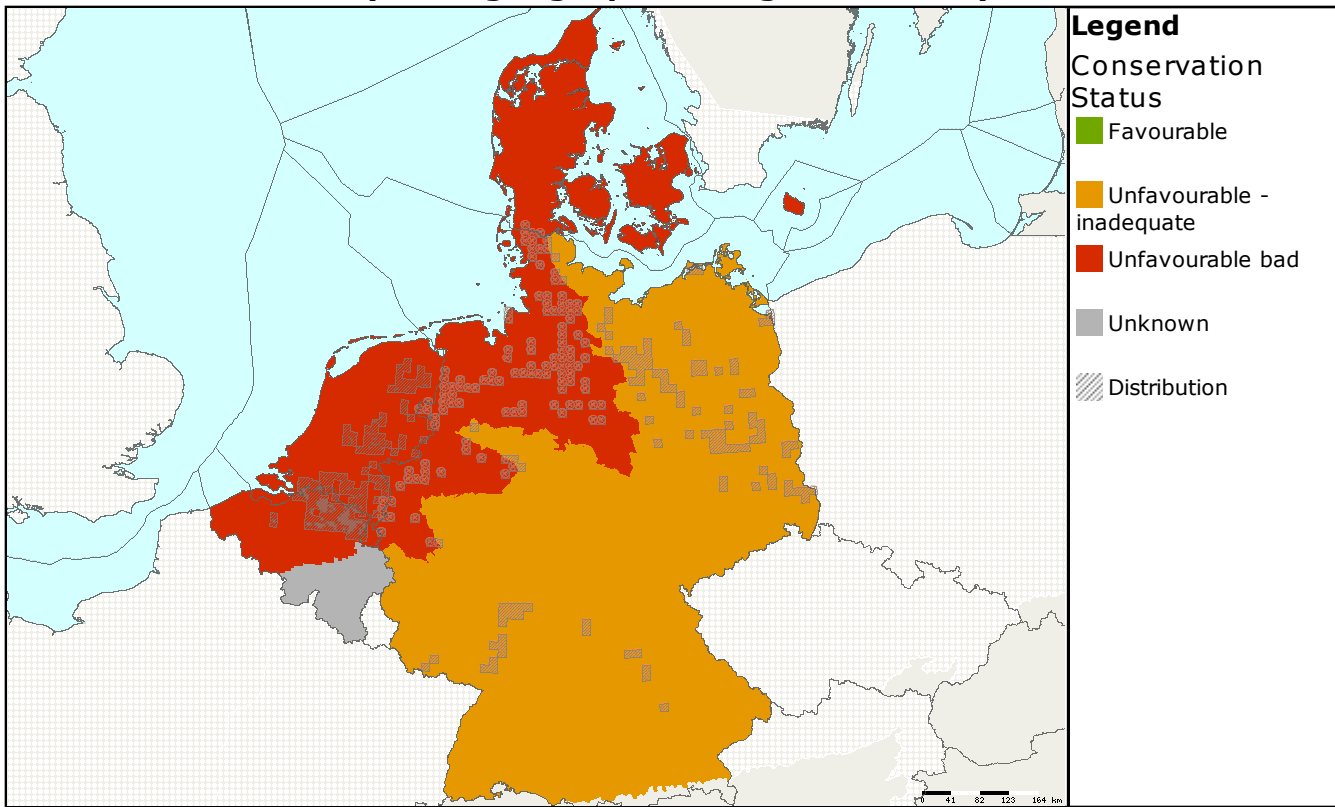 Legend
Conservation
Status
Favourable
Unfavourable -
inadequate
Unfavourable bad
Unknown
Distribution
0 41 82 123 164 km